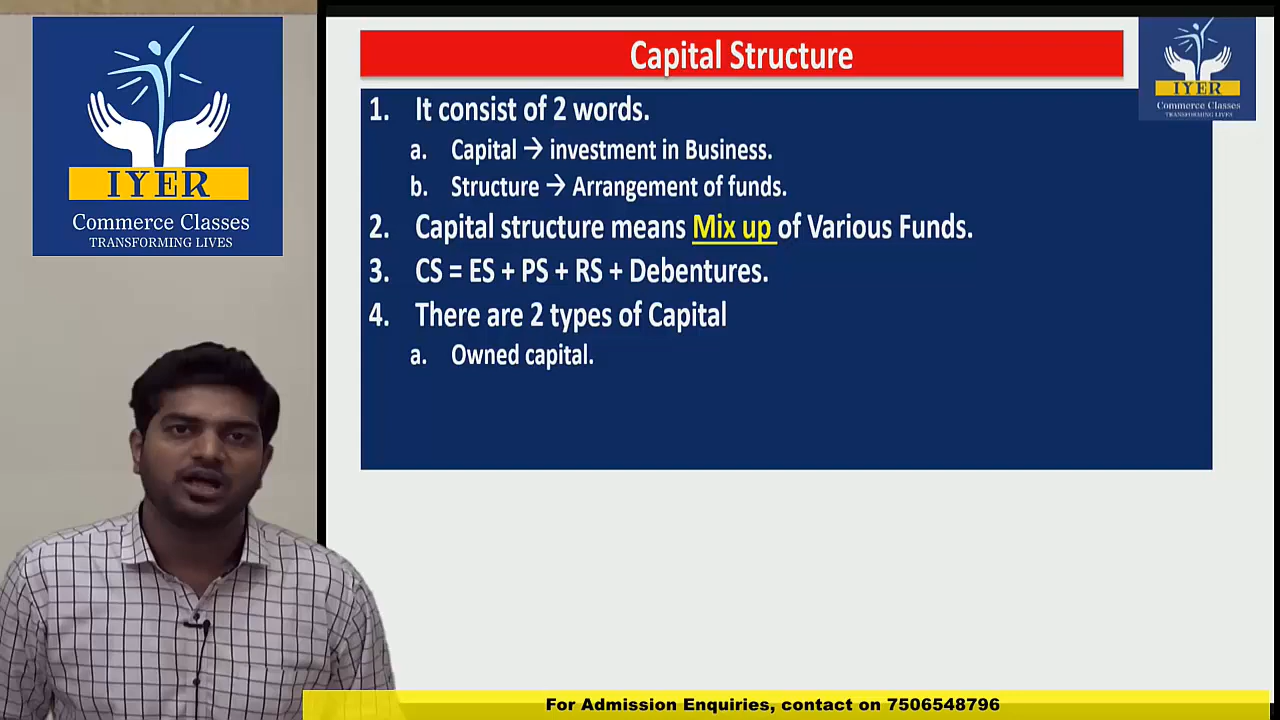 IYER
Commerce Classes
TRANSFORMING LIVES
Capital Structure
IYER
Commerce Classes
TRANSFORMING LIVES
1. It consist of 2 words.
a. Capital → investment in Business.
b. Structure → Arrangement of funds.
2. Capital structure means Mix up of Various Funds.
3. CS = ES + PS + RS + Debentures.
4. There are 2 types of Capital
a. Owned capital.
For Admission Enquiries, contact on 7506548796